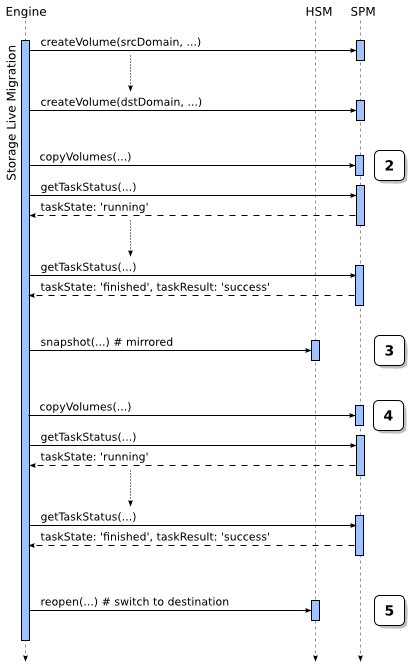 Engine HSM SPM
Storage Live Migration
createVolume(srcDomain, ...)
createVolume(dstDomain, ...)
copyVolumes(...)
2
getTaskStatus(...)
taskState: 'running'
getTaskStatus(...)
taskState: 'finished', taskResult: 'success'
snapshot(...) # mirrored
3
copyVolumes(...)
4
getTaskStatus(...)
taskState: 'running'
getTaskStatus(...)
taskState: 'finished', taskResult: 'success'
reopen(...) # switch to destination
5